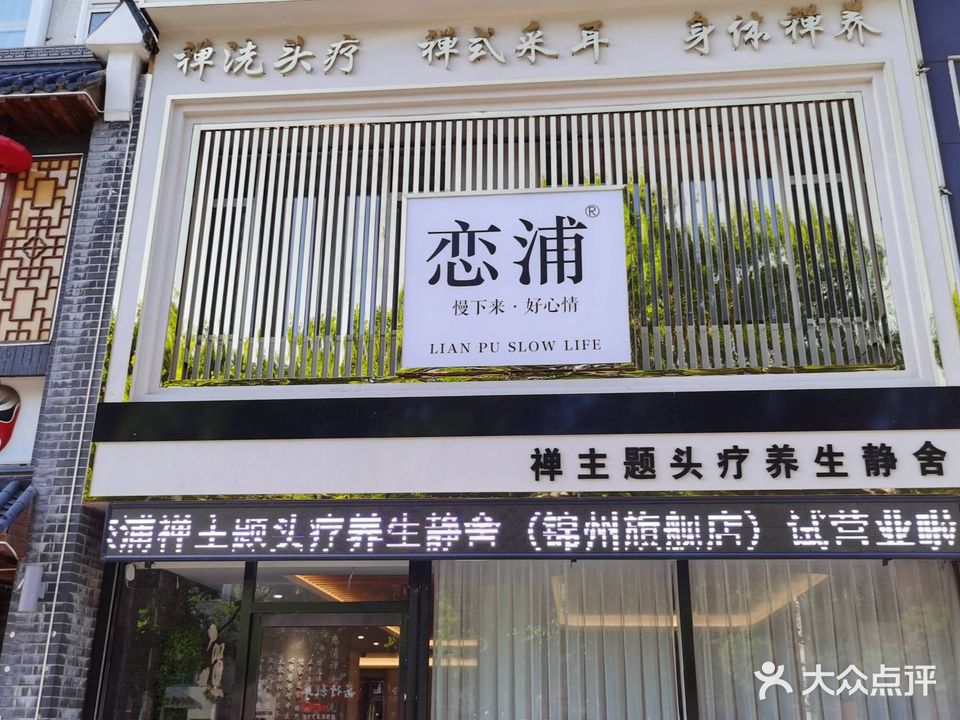 禅洗头疗 禅式采耳 身体禅养
恋浦®
慢下来·好心情
LIAN PU SLOW LIFE
禅主题头疗养生静舍
浦禅主题头疗养生静舍（锦州旗舰店）试营业啦
大众点评